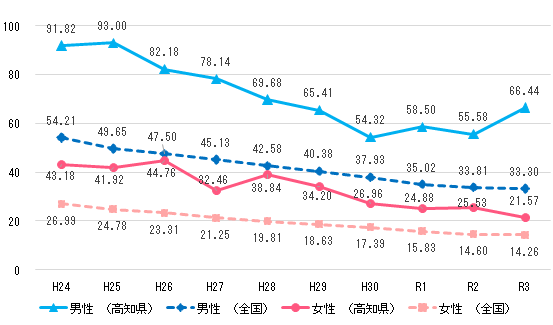 100
80
60
40
20
0
91.82 93.00 82.18 78.14 69.68 65.41 54.32 58.50 55.58 66.44
54.21 49.65 47.50 45.13 42.58 40.38 37.93 35.02 33.81 33.30
43.18 41.92 44.76 32.46 38.84 34.20 26.96 24.88 25.53 21.57
26.99 24.78 23.31 21.25 19.81 18.63 17.39 15.83 14.60 14.26
H24 H25 H26 H27 H28 H29 H30 R1 R2 R3
男性 (高知県) 男性 (全国) 女性 (高知県) 女性 (全国)